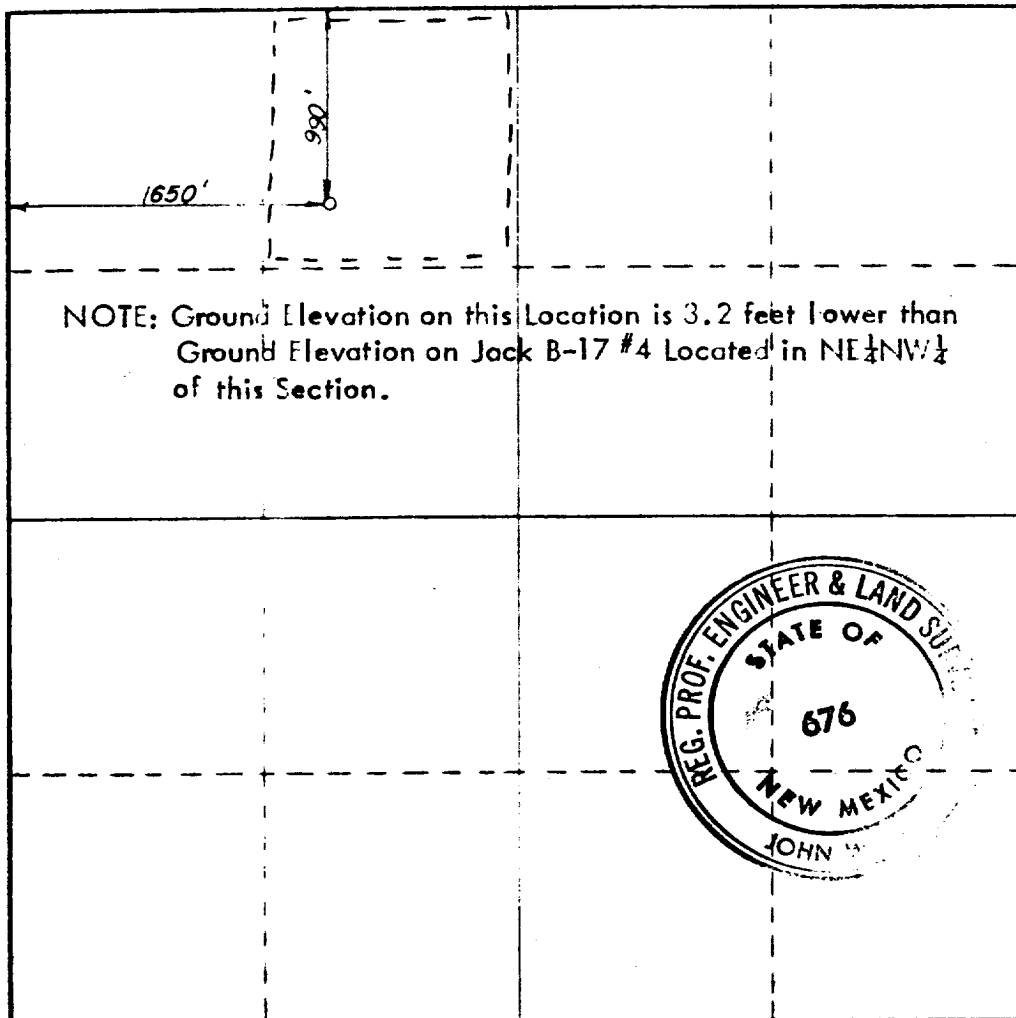 990'
1650'
NOTE: Ground Elevation on this Location is 3.2 feet lower than
Ground Elevation on Jack B-17 #4 Located in NE¼NW¼
of this Section.
REG. PROF. ENGINEER & LAND
STATE OF
676
NEW MEXICO
JOHN W